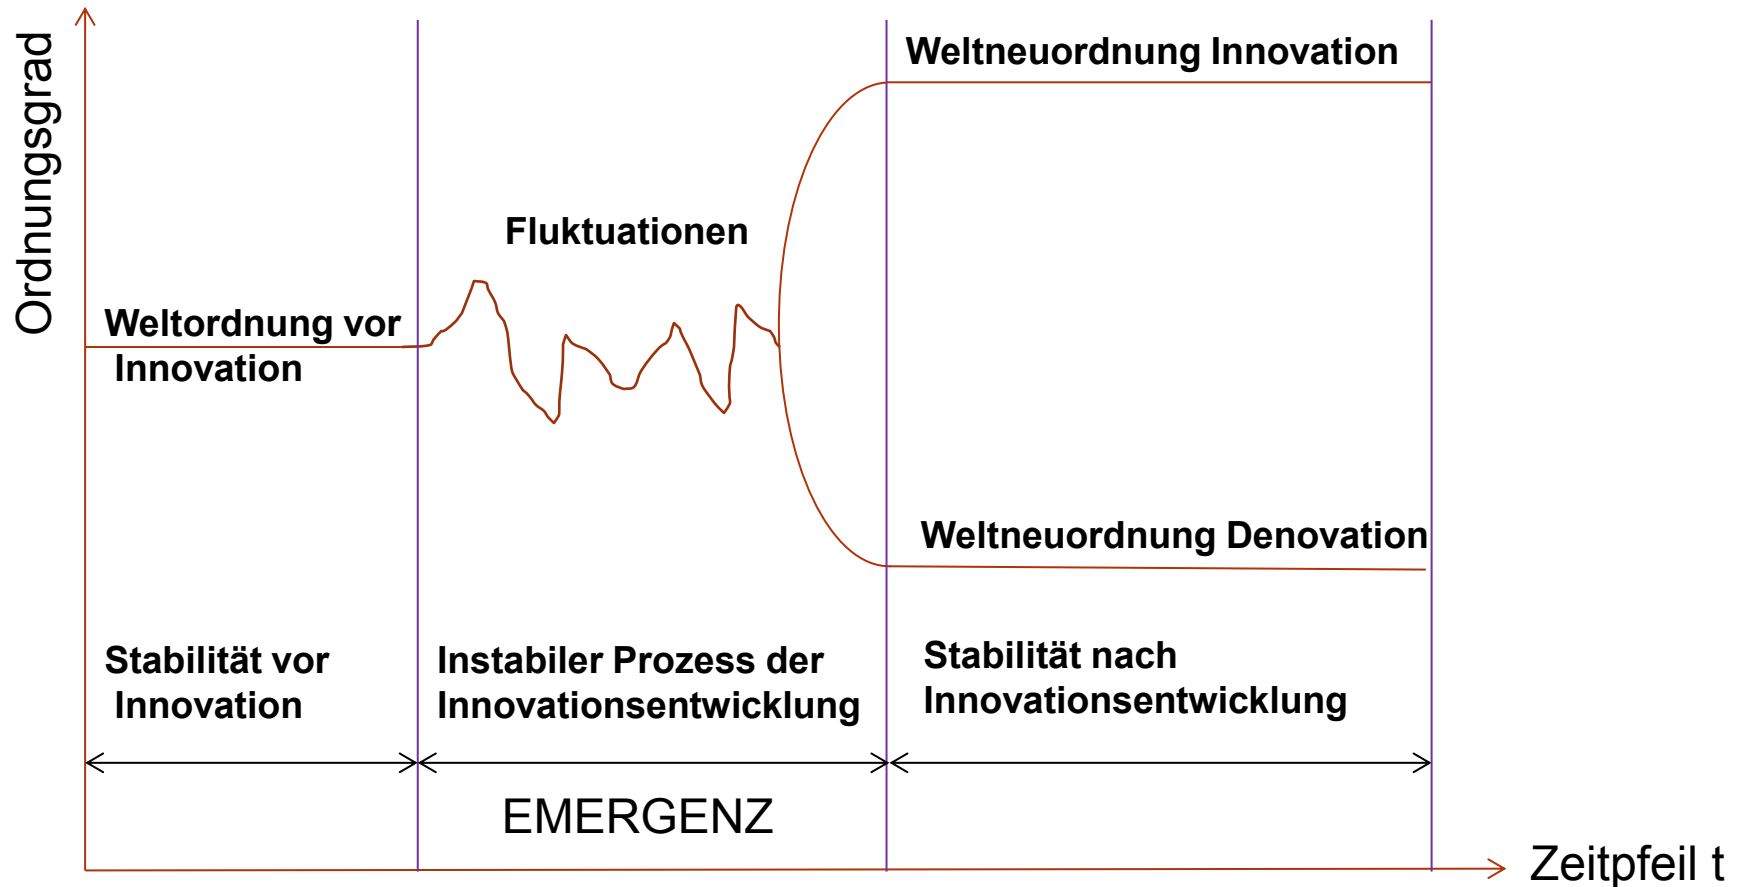 Ordnungsgrad
Weltneuordnung Innovation
Fluktuationen
Weltordnung vor
Innovation
Weltneuordnung Denovation
Stabilität vor
Innovation
Instabiler Prozess der
Innovationsentwicklung
Stabilität nach
Innovationsentwicklung
EMERGENZ
Zeitpfeil t